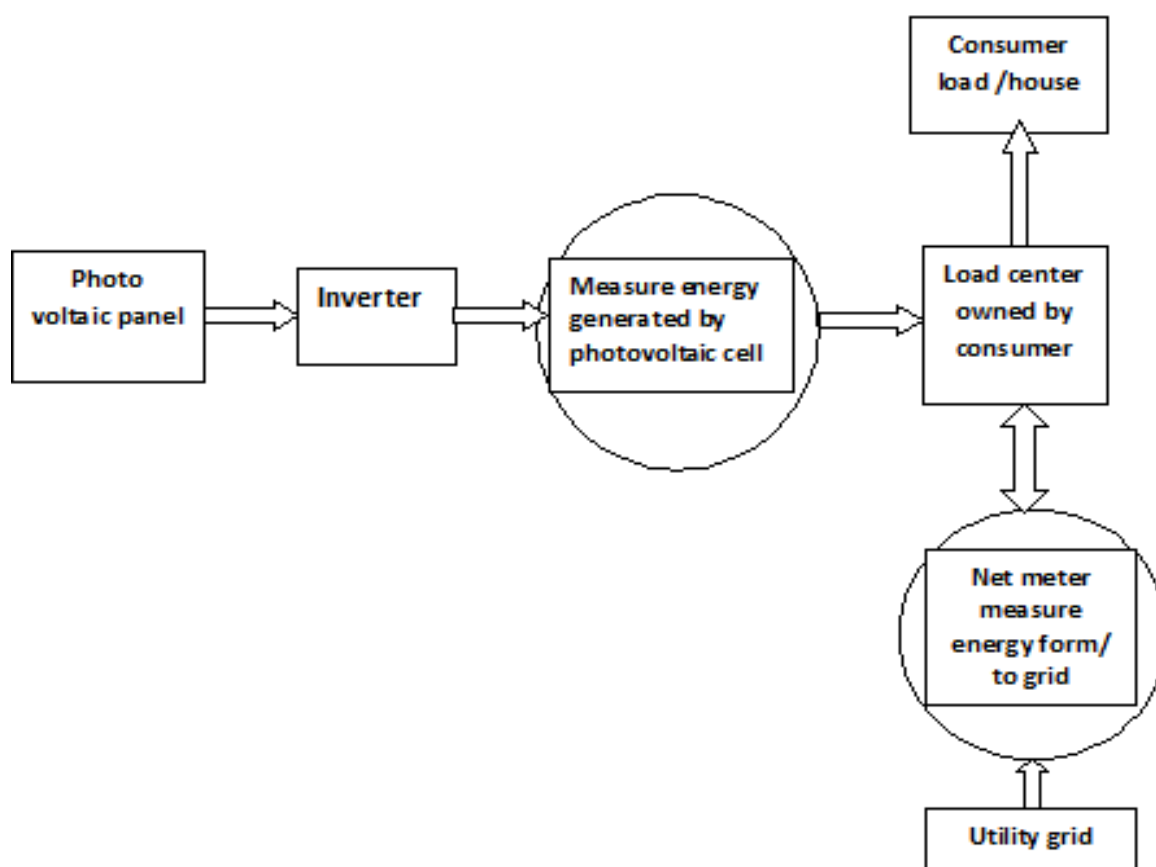 Consumer
load /house
Photo
voltaic panel
Inverter
Measure energy
generated by
photovoltaic cell
Load center
owned by
consumer
Net meter
measure
energy form/
to grid
Utility grid